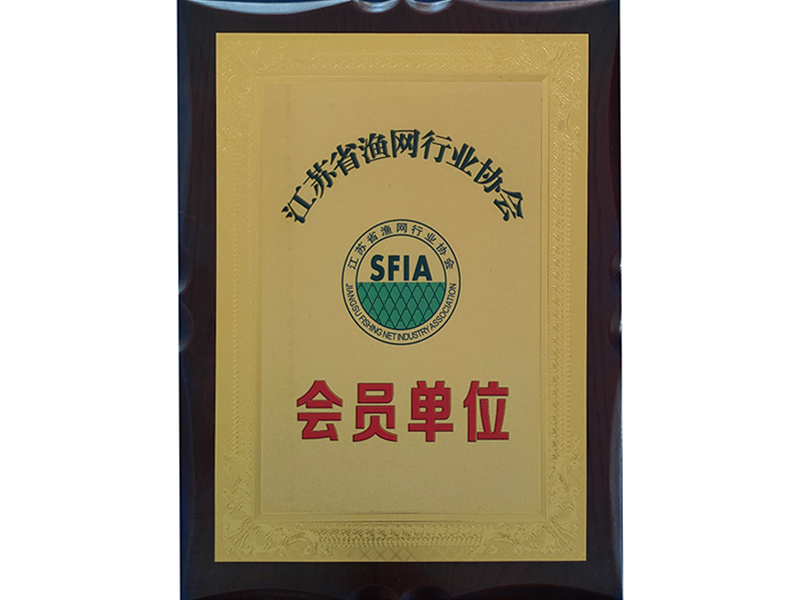 江苏省渔网行业协会
江苏省渔网行业协会
SFIA
JIANGSU FISHING NET INDUSTRY ASSOCIATION
会员单位